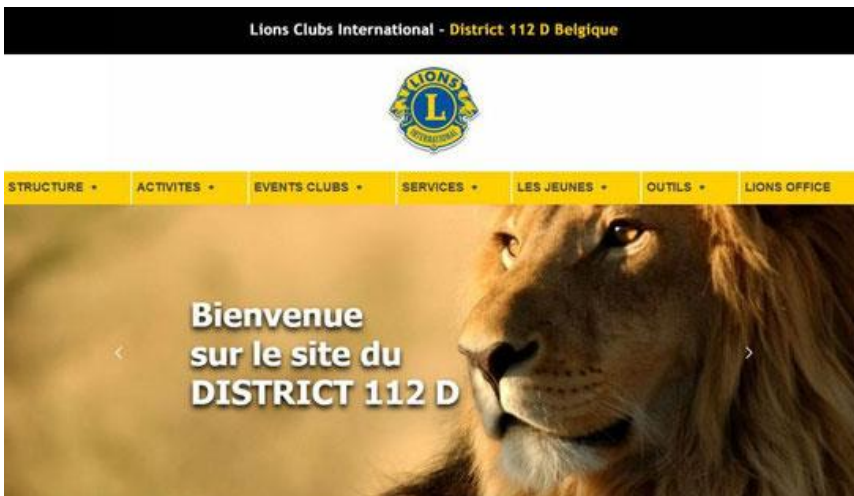 Lions Clubs International - District 112 D Belgique
LIONS
L
INTERNATIONAL
STRUCTURE
ACTIVITES
EVENTS CLUBS
SERVICES
LES JEUNES
OUTILS
LIONS OFFICE
Bienvenue
sur le site du
DISTRICT 112 D